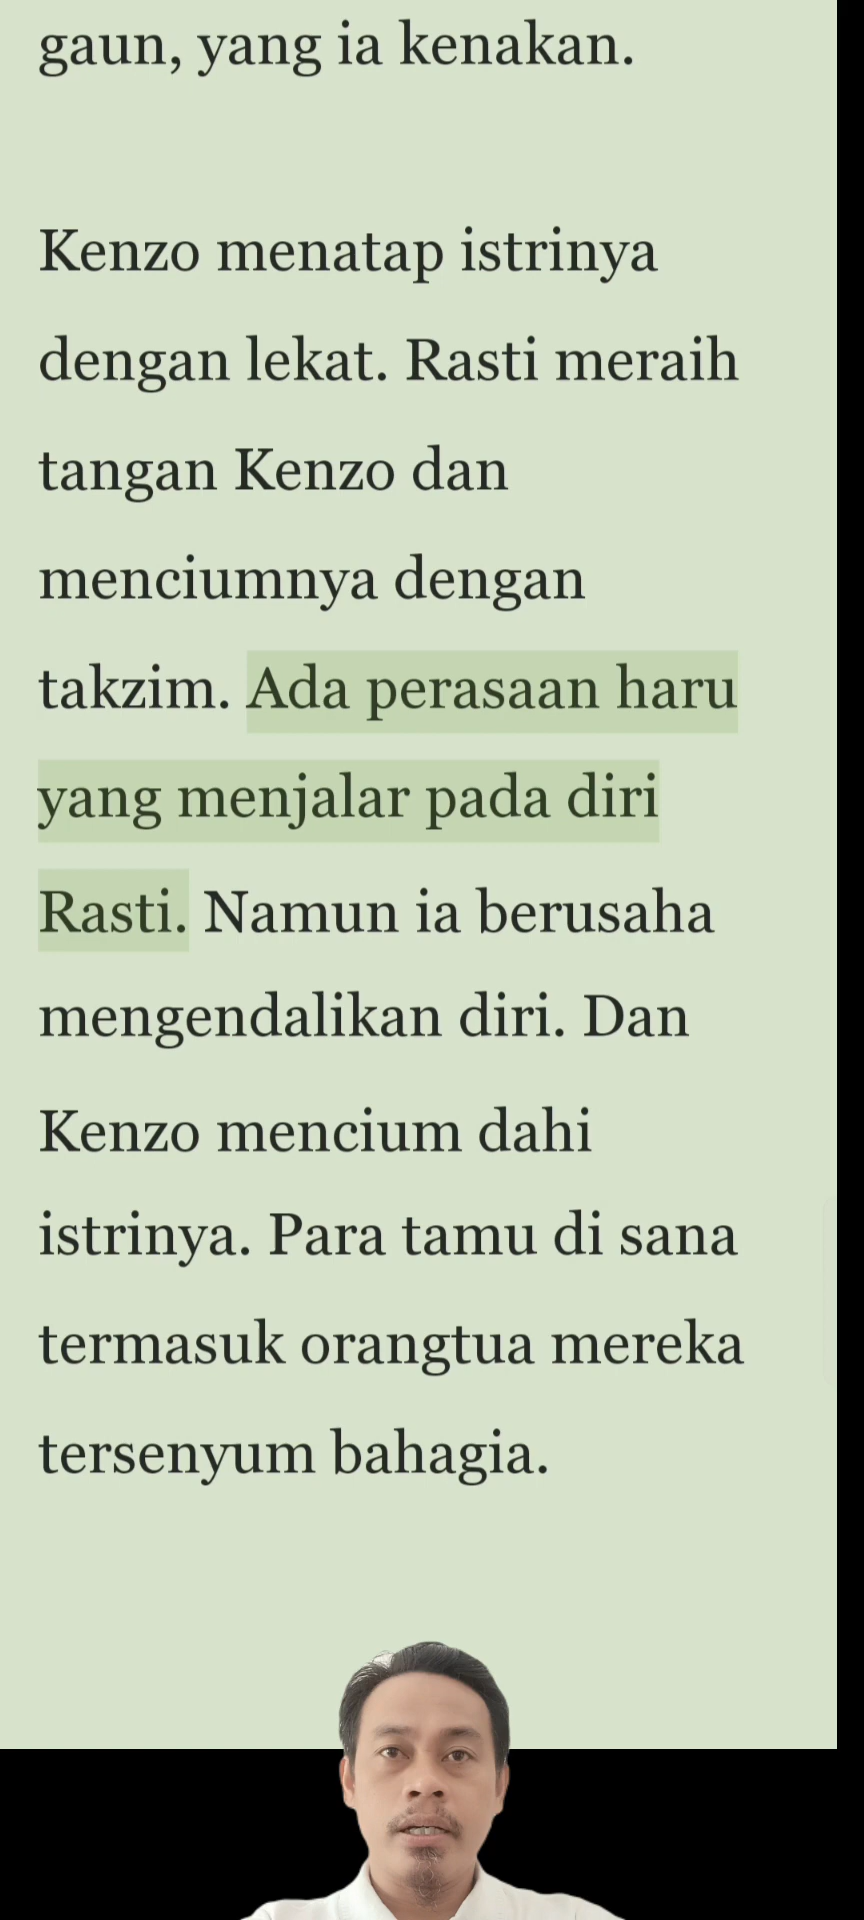 gaun, yang ia kenakan.
Kenzo menatap istrinya
dengan lekat. Rasti meraih
tangan Kenzo dan
menciumnya dengan
takzim. Ada perasaan haru
yang menjalar pada diri
Rasti. Namun ia berusaha
mengendalikan diri. Dan
Kenzo mencium dahi
istrinya. Para tamu di sana
termasuk orangtua mereka
tersenyum bahagia.